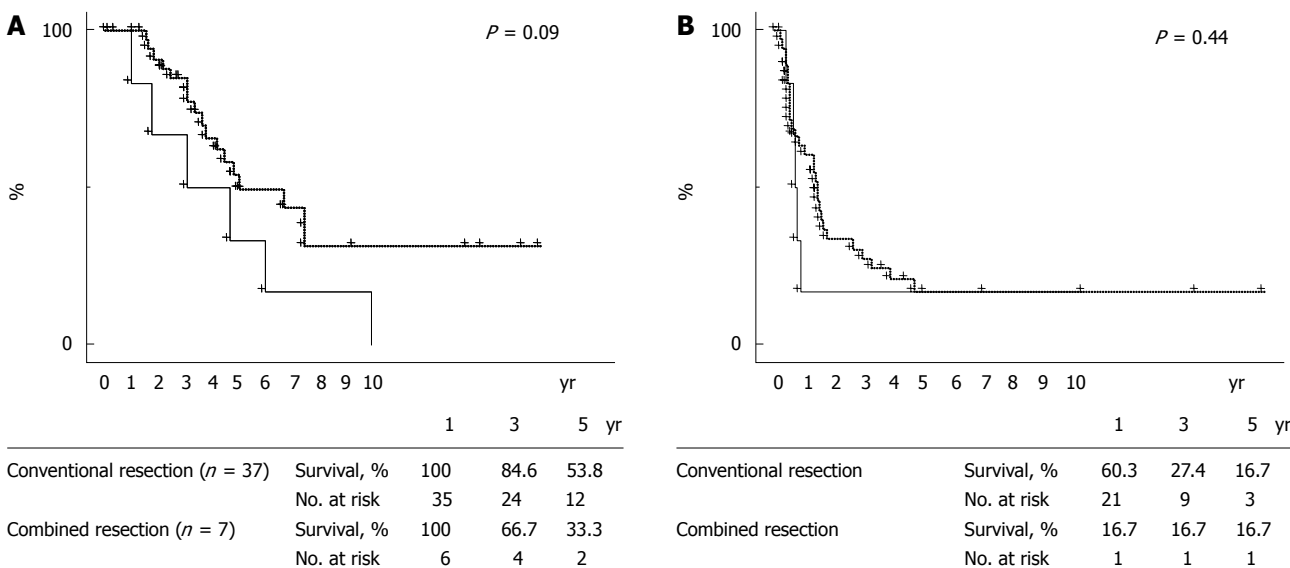 A
100
%
0
P = 0.09
0 1 2 3 4 5 6 7 8 9 10 yr
1 3 5 yr
Conventional resection (n = 37) Survival, % 100 84.6 53.8
No. at risk 35 24 12
Combined resection (n = 7) Survival, % 100 66.7 33.3
No. at risk 6 4 2
B
100
%
0
P = 0.44
0 1 2 3 4 5 6 7 8 9 10 yr
1 3 5 yr
Conventional resection Survival, % 60.3 27.4 16.7
No. at risk 21 9 3
Combined resection Survival, % 16.7 16.7 16.7
No. at risk 1 1 1